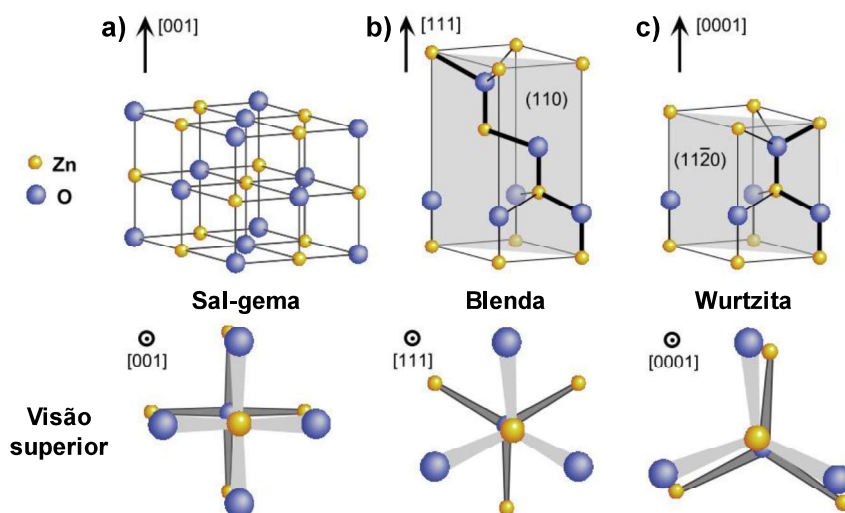 a)
[001]
b)
[111]
c)
[0001]
Zn
O
(110)
(112̅0)
Sal-gema
Blenda
Wurtzita
[001]
[111]
[0001]
Visão
superior